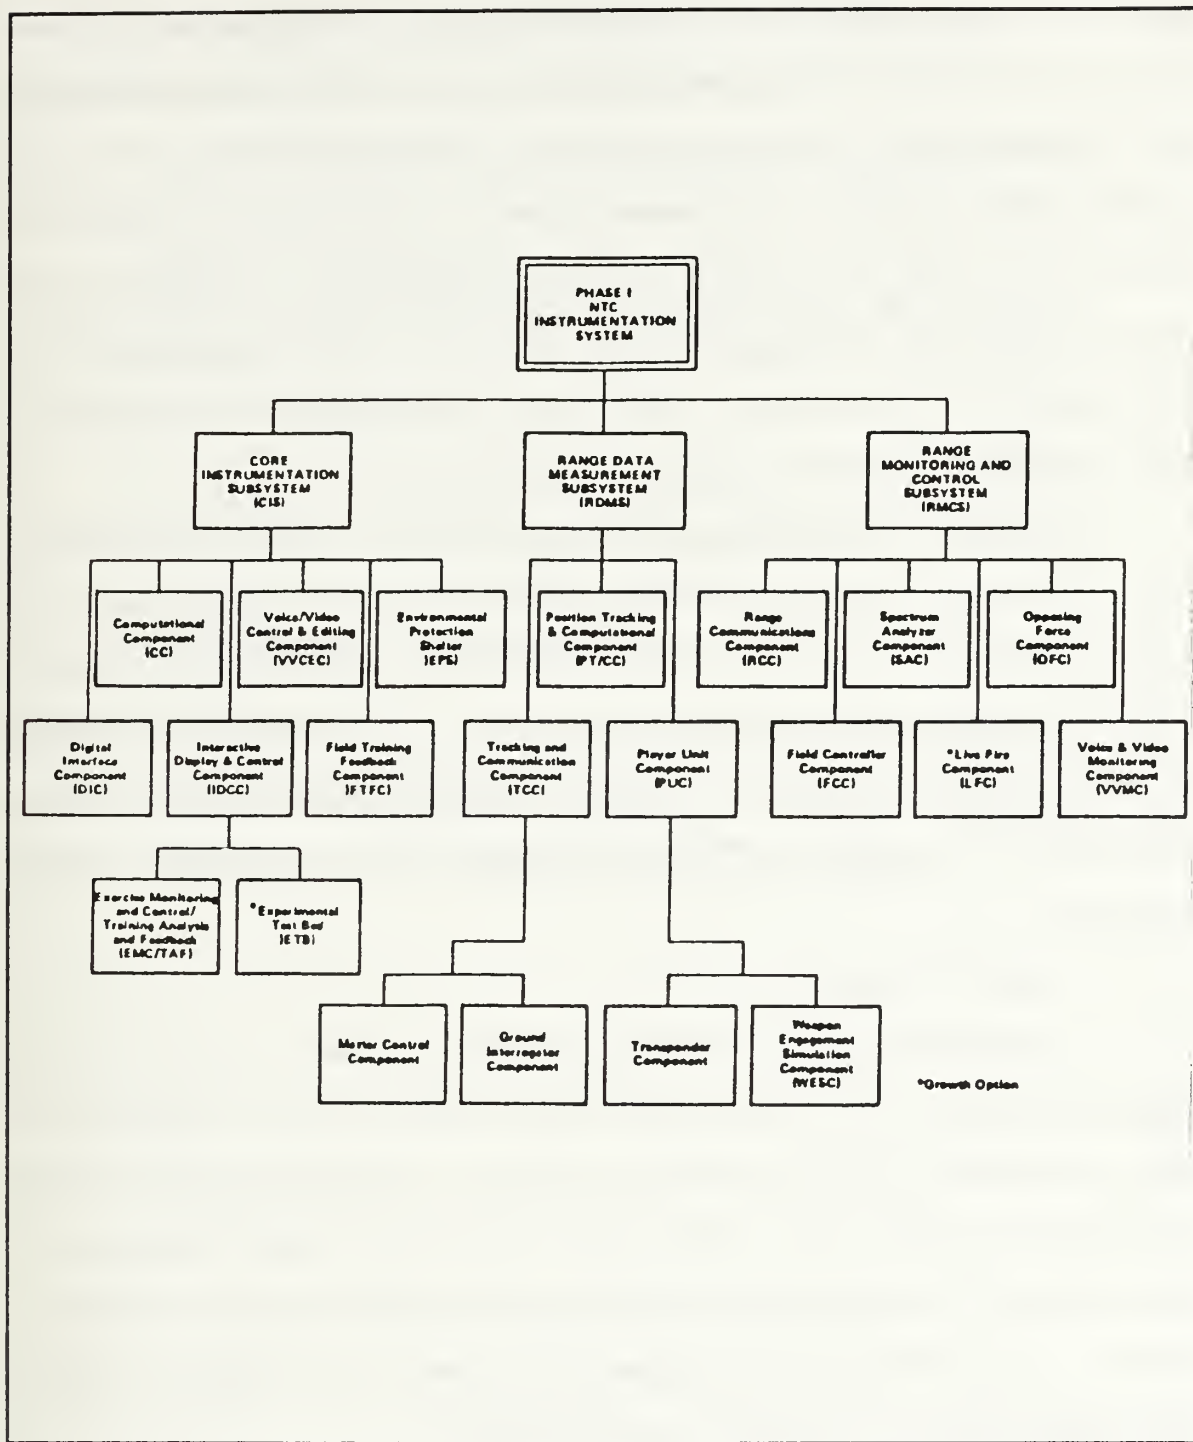 PHASE I
NTC
INSTRUMENTATION
SYSTEM
CORE
INSTRUMENTATION
SUBSYSTEM
(CIS)
RANGE DATA
MEASUREMENT
SUBSYSTEM
(RDMS)
RANGE
MONITORING AND
CONTROL
SUBSYSTEM
(RMCS)
Computational
Component
(CC)
Voice/Video
Control & Editing
Component
(VVCEC)
Environmental
Protection
Shelter
(EPS)
Position Tracking
& Computational
Component
(PT/CC)
Range
Communications
Component
(RCC)
Spectrum
Analyzer
Component
(SAC)
Opposing
Force
Component
(OFC)
Digital
Interface
Component
(DIC)
Interactive
Display & Control
Component
(IDCC)
Field Training
Feedback
Component
(FTFC)
Tracking and
Communication
Component
(TCC)
Player Unit
Component
(PUC)
Field Controller
Component
(FCC)
*Live Fire
Component
(LFC)
Voice & Video
Monitoring
Component
(VVMC)
Exercise Monitoring
and Control/
Training Analysis
and Feedback
(EMC/TAF)
*Experimental
Test Bed
(ETB)
Master Control
Component
Ground
Interrogator
Component
Transponder
Component
Weapon
Engagement
Simulation
Component
(WESC)
*Growth Option